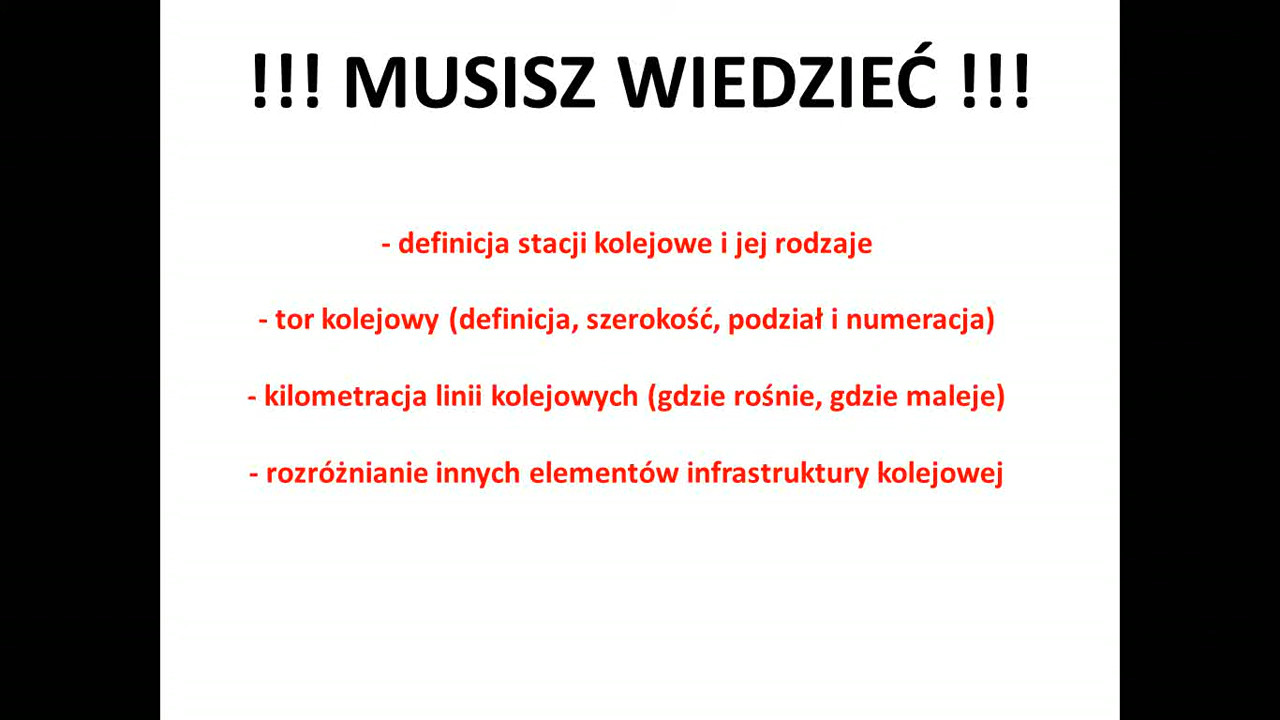 !!! MUSISZ WIEDZIEĆ !!!
- definicja stacji kolejowe i jej rodzaje
- tor kolejowy (definicja, szerokość, podział i numeracja)
- kilometracja linii kolejowych (gdzie rośnie, gdzie maleje)
- rozróżnianie innych elementów infrastruktury kolejowej